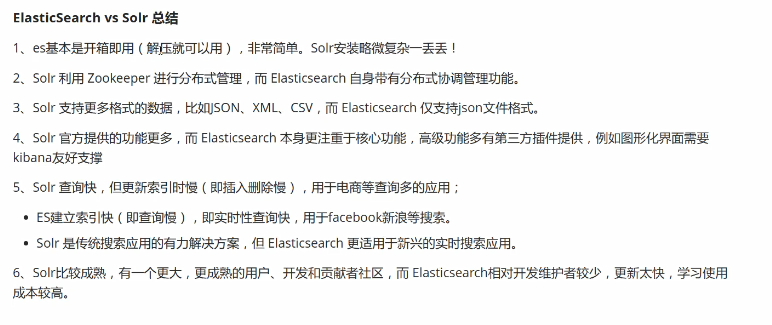 ElasticSearch vs Solr 总结
1、es基本是开箱即用（解压就可以用），非常简单。Solr安装略微复杂一丢丢！
2、Solr 利用 Zookeeper 进行分布式管理，而 Elasticsearch 自身带有分布式协调管理功能。
3、Solr 支持更多格式的数据，比如JSON、XML、CSV，而 Elasticsearch 仅支持json文件格式。
4、Solr 官方提供的功能更多，而 Elasticsearch 本身更注重于核心功能，高级功能多有第三方插件提供，例如图形化界面需要
kibana友好支撑
5、Solr 查询快，但更新索引时慢（即插入删除慢），用于电商等查询多的应用；
• ES建立索引快（即查询慢），即实时性查询快，用于facebook新浪等搜索。
• Solr 是传统搜索应用的有力解决方案，但 Elasticsearch 更适用于新兴的实时搜索应用。
6、Solr比较成熟，有一个更大，更成熟的用户、开发和贡献者社区，而 Elasticsearch相对开发维护者较少，更新太快，学习使用
成本较高。